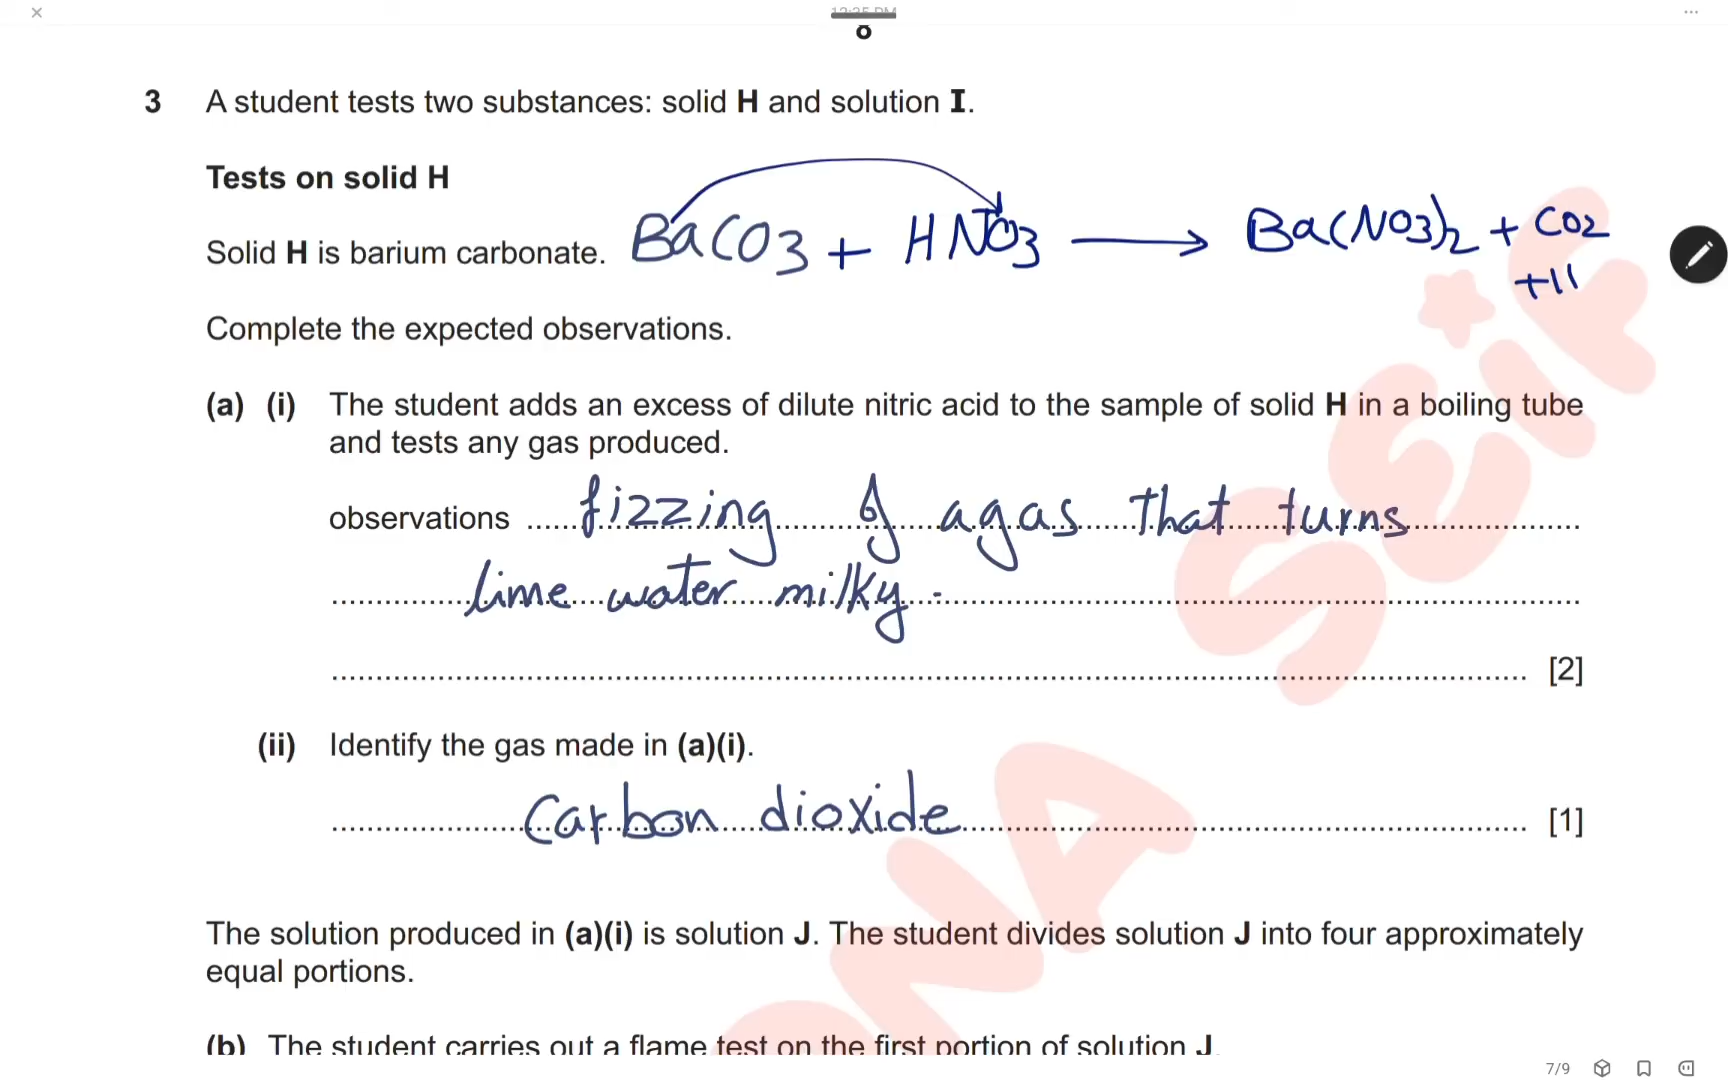 8
3 A student tests two substances: solid H and solution I.
Tests on solid H
BaCO3 + HNO3 → Ba(NO3)2 + CO2
Solid H is barium carbonate.
+H
Complete the expected observations.
(a) (i) The student adds an excess of dilute nitric acid to the sample of solid H in a boiling tube
and tests any gas produced.
observations fizzing of a gas that turns
lime water milky.
[2]
(ii) Identify the gas made in (a)(i).
Carbon dioxide
[1]
The solution produced in (a)(i) is solution J. The student divides solution J into four approximately
equal portions.
(b) The student carries out a flame test on the first portion of solution J.
7/9